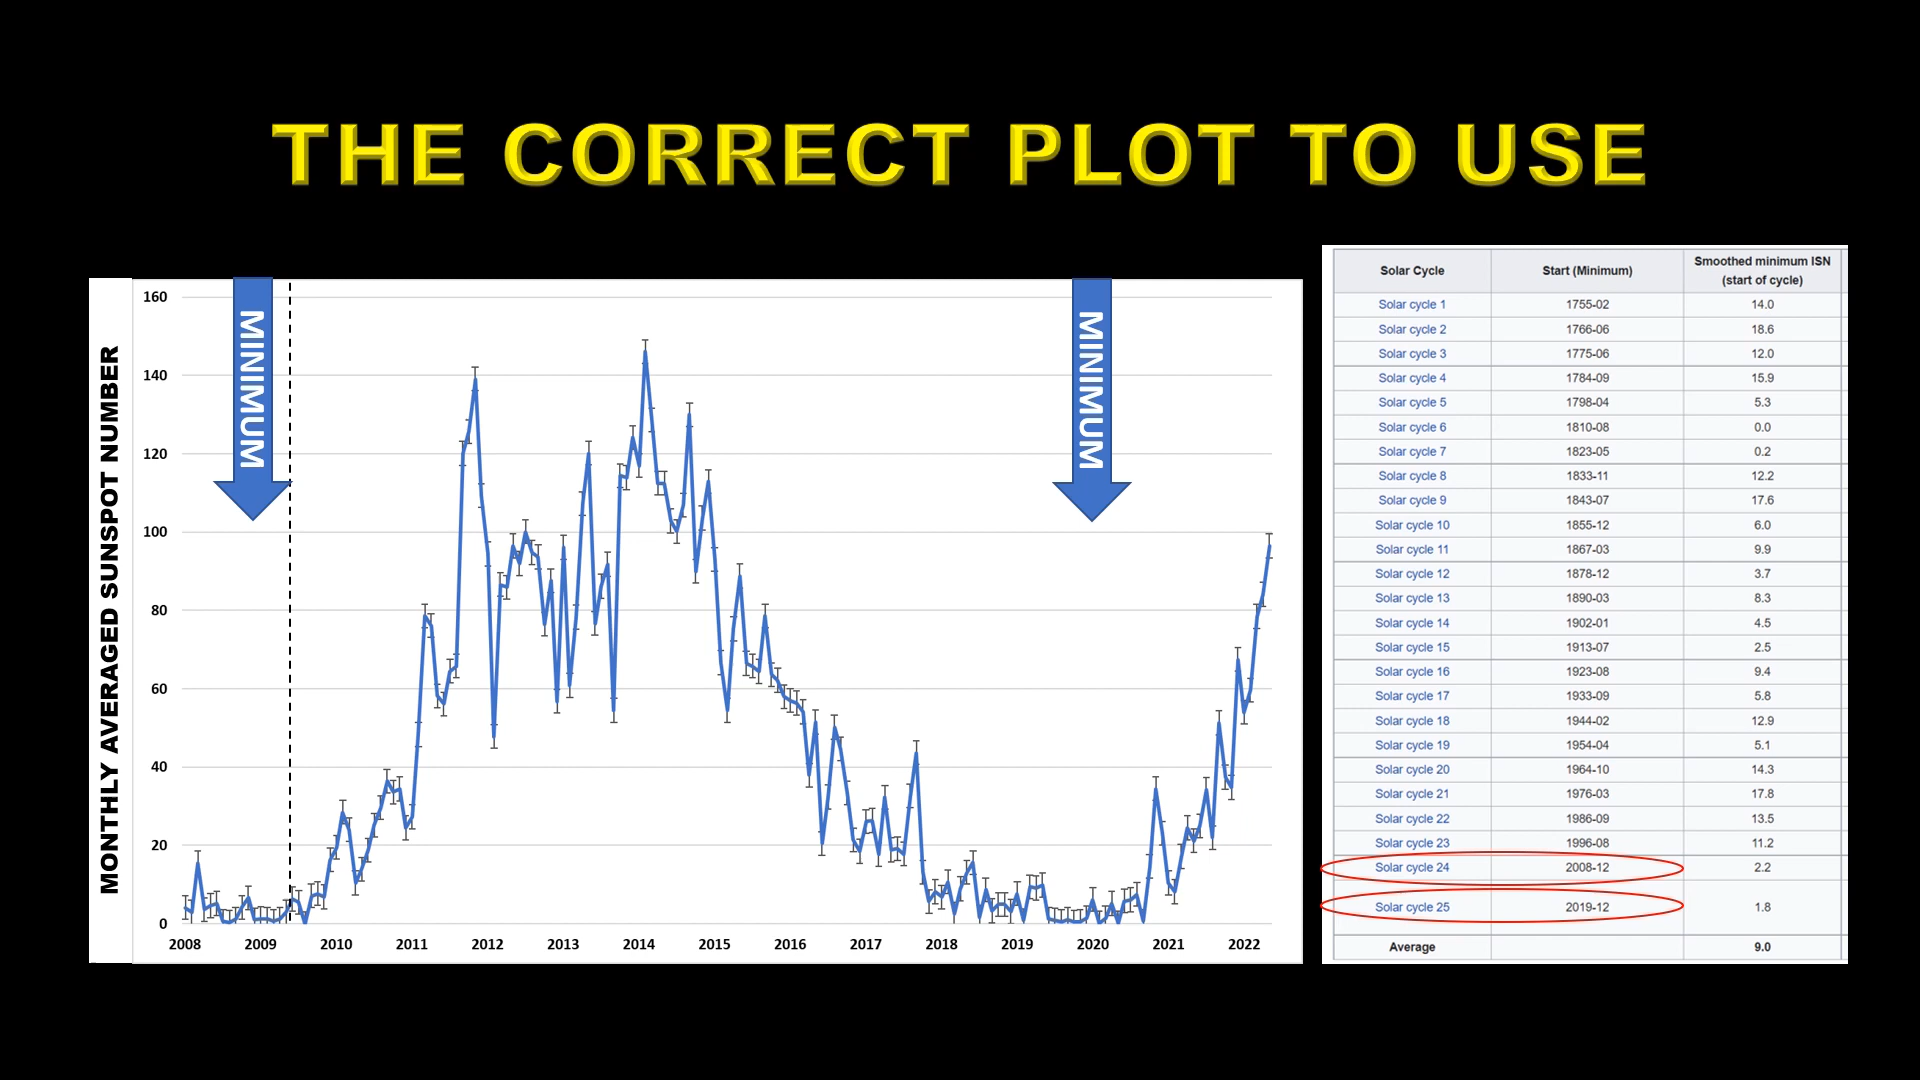 THE CORRECT PLOT TO USE
MONTHLY AVERAGED SUNSPOT NUMBER
160
140
120
100
80
60
40
20
0
2008 2009 2010 2011 2012 2013 2014 2015 2016 2017 2018 2019 2020 2021 2022
MINIMUM
MINIMUM
Solar Cycle Start (Minimum) Smoothed minimum ISN
(start of cycle)
Solar cycle 1 1755-02 14.0
Solar cycle 2 1766-06 18.6
Solar cycle 3 1775-06 12.0
Solar cycle 4 1784-09 15.9
Solar cycle 5 1798-04 5.3
Solar cycle 6 1810-08 0.0
Solar cycle 7 1823-05 0.2
Solar cycle 8 1833-11 12.2
Solar cycle 9 1843-07 17.6
Solar cycle 10 1855-12 6.0
Solar cycle 11 1867-03 9.9
Solar cycle 12 1878-12 3.7
Solar cycle 13 1890-03 8.3
Solar cycle 14 1902-01 4.5
Solar cycle 15 1913-07 2.5
Solar cycle 16 1923-08 9.4
Solar cycle 17 1933-09 5.8
Solar cycle 18 1944-02 12.9
Solar cycle 19 1954-04 5.1
Solar cycle 20 1964-10 14.3
Solar cycle 21 1976-03 17.8
Solar cycle 22 1986-09 13.5
Solar cycle 23 1996-08 11.2
Solar cycle 24 2008-12 2.2
Solar cycle 25 2019-12 1.8
Average 9.0